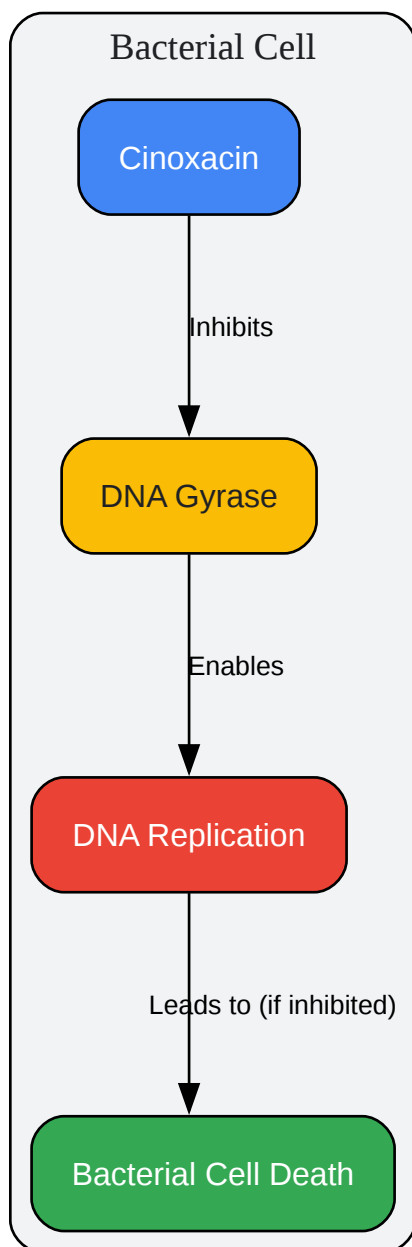 Bacterial Cell
Cinoxacin
Inhibits
DNA Gyrase
Enables
DNA Replication
Leads to (if inhibited)
Bacterial Cell Death